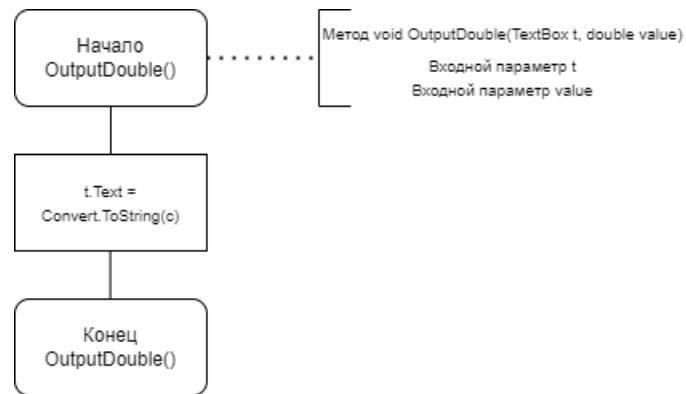 Начало
OutputDouble()
Метод void OutputDouble(TextBox t, double value)
Входной параметр t
Входной параметр value
t.Text =
Convert.ToString(c)
Конец
OutputDouble()